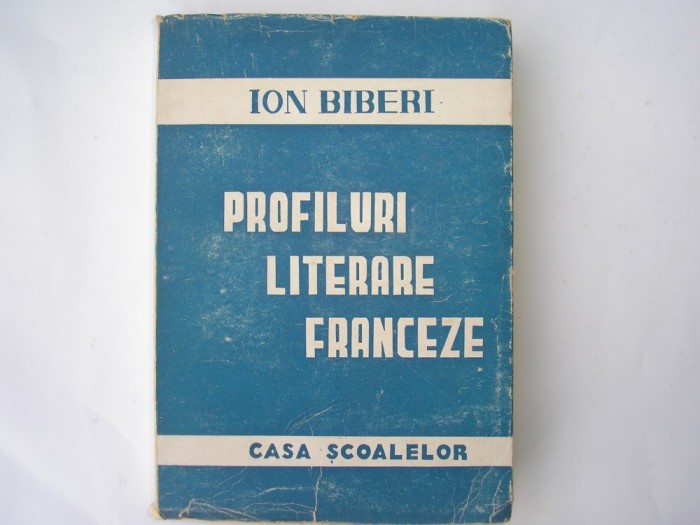 ION BIBERI
PROFILURI
LITERARE
FRANCEZE
CASA ȘCOALELOR